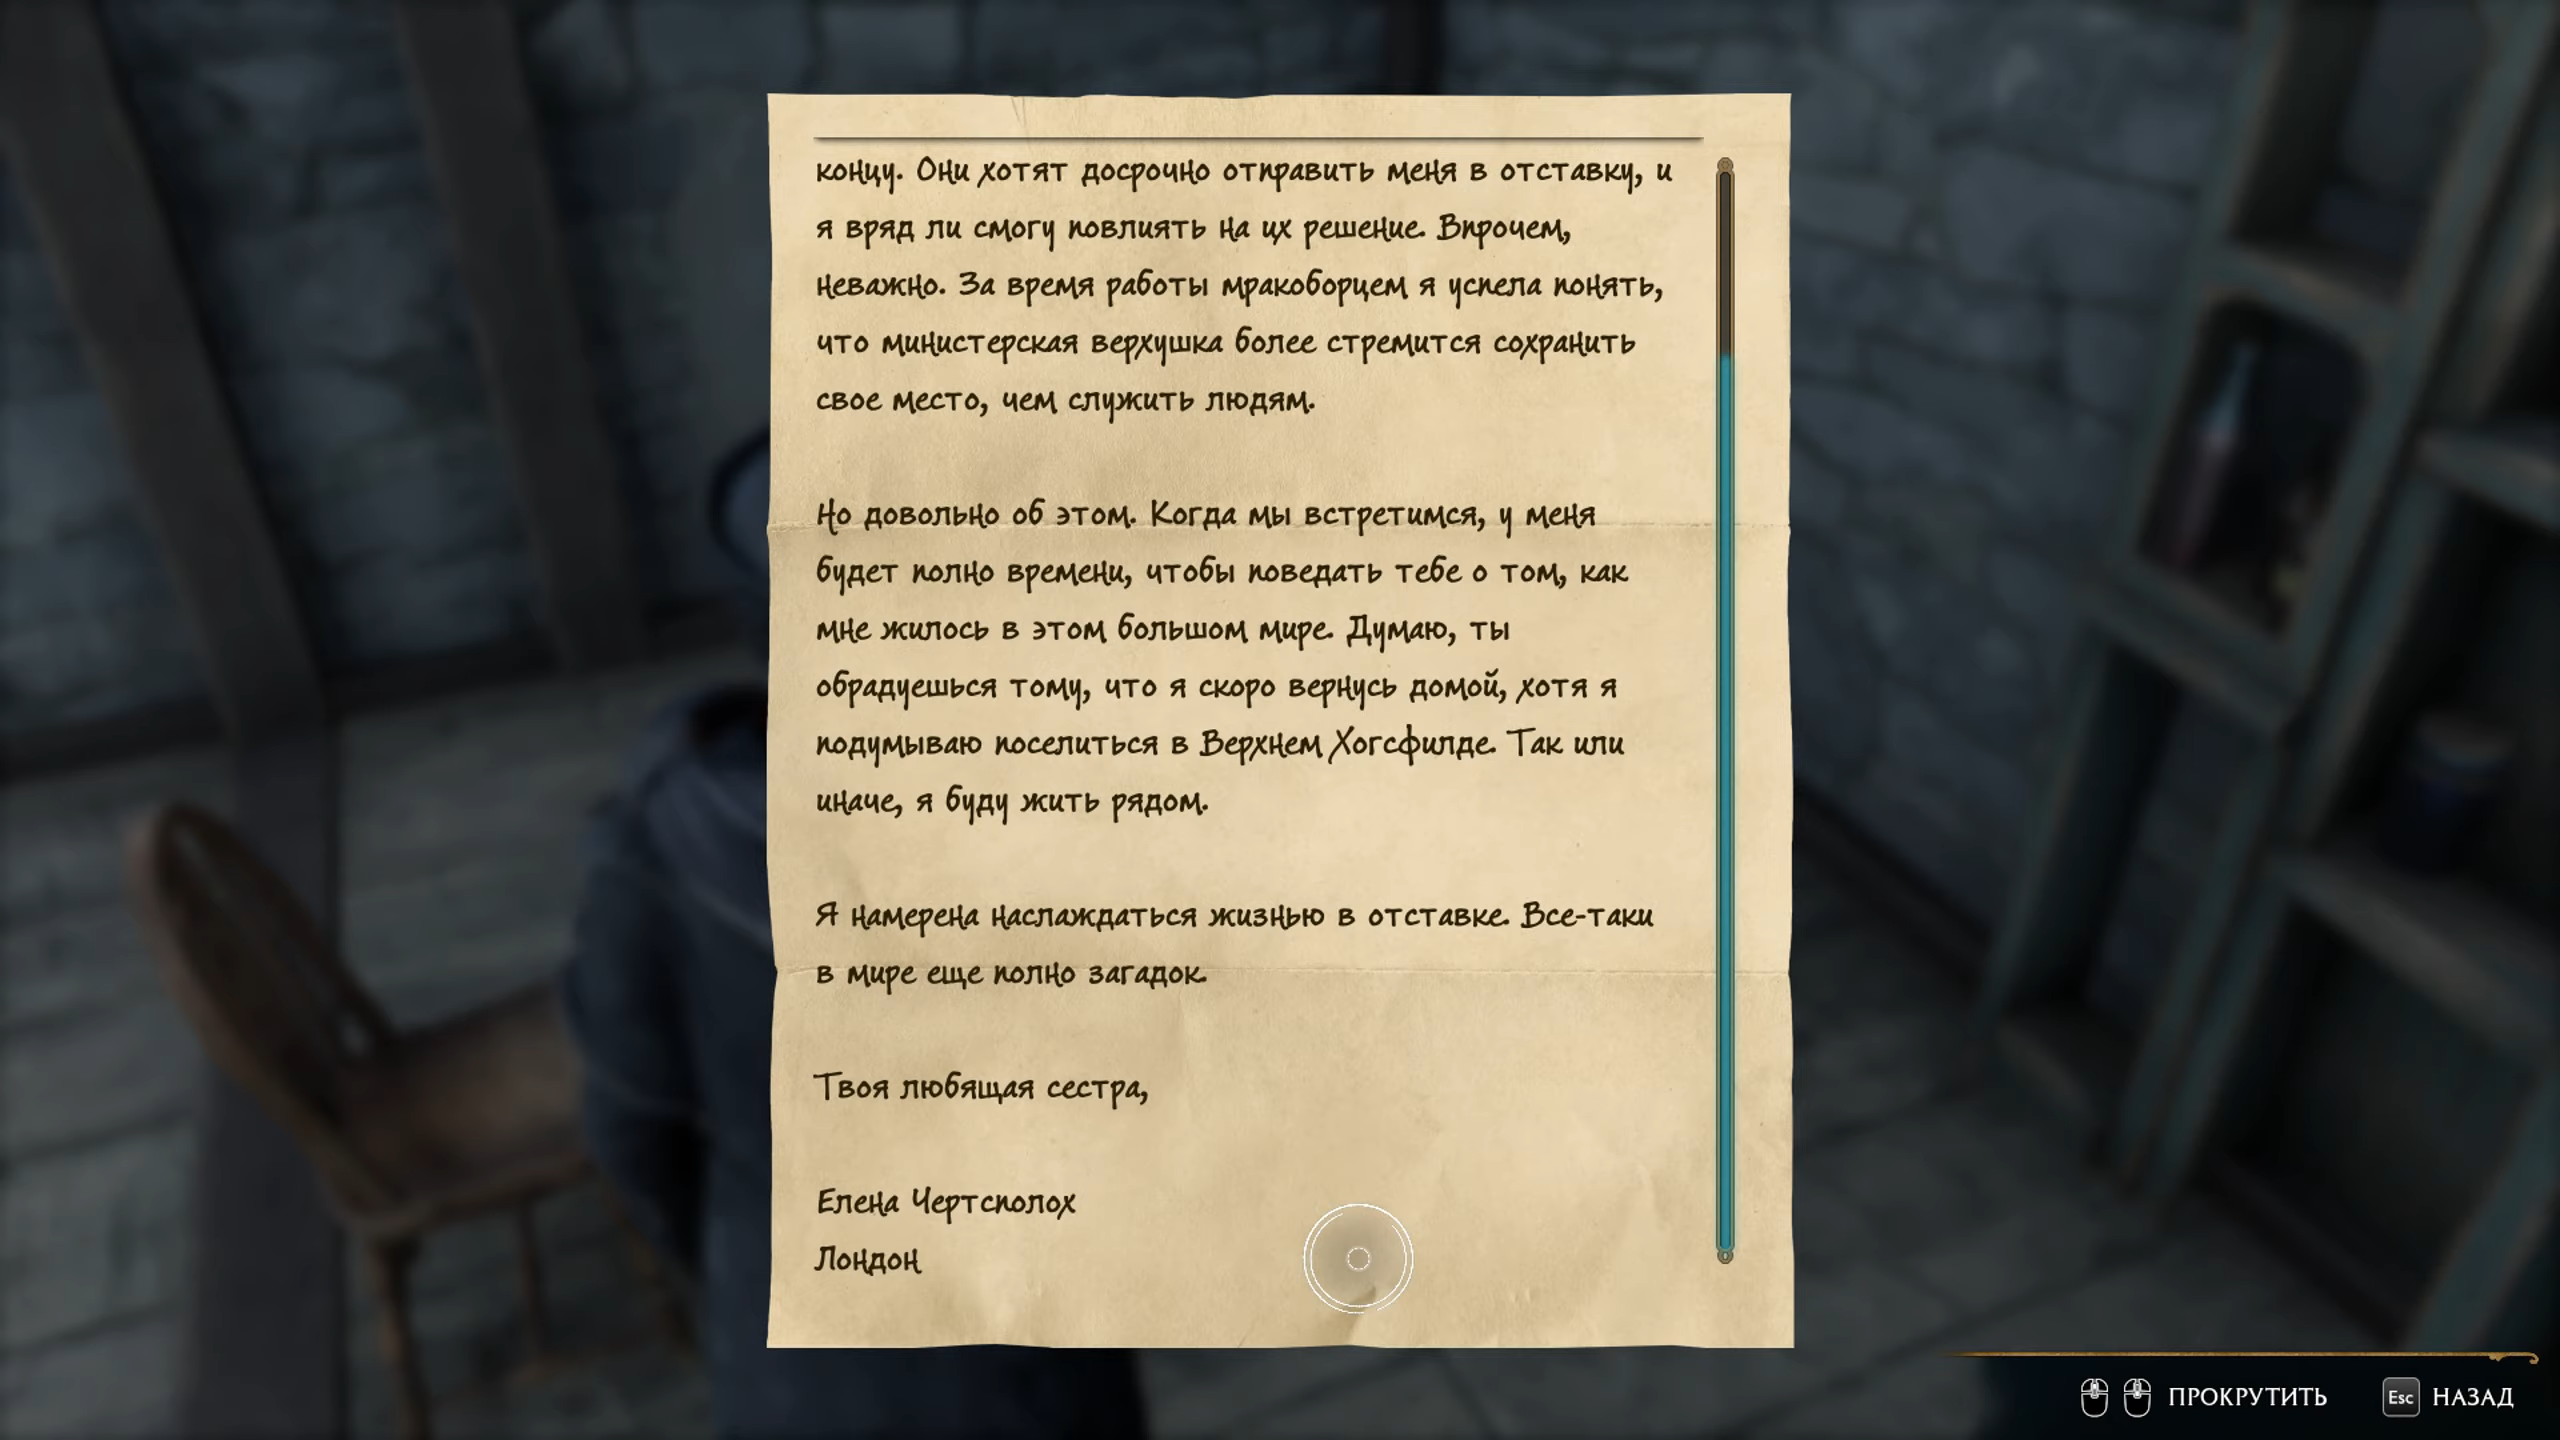 концу. Они хотят досрочно отправить меня в отставку, и
я вряд ли смогу повлиять на их решение. Впрочем,
неважно. За время работы мракоборцем я успела понять,
что министерская верхушка более стремится сохранить
свое место, чем служить людям.
Но довольно об этом. Когда мы встретимся, у меня
будет полно времени, чтобы поведать тебе о том, как
мне жилось в этом большом мире. Думаю, ты
обрадуешься тому, что я скоро вернусь домой, хотя я
подумываю поселиться в Верхнем Хогсфилде. Так или
иначе, я буду жить рядом.
Я намерена наслаждаться жизнью в отставке. Все-таки
в мире еще полно загадок.
Твоя любящая сестра,
Елена Чертсполох
Лондон
ПРОКРУТИТЬ
Esc НАЗАД